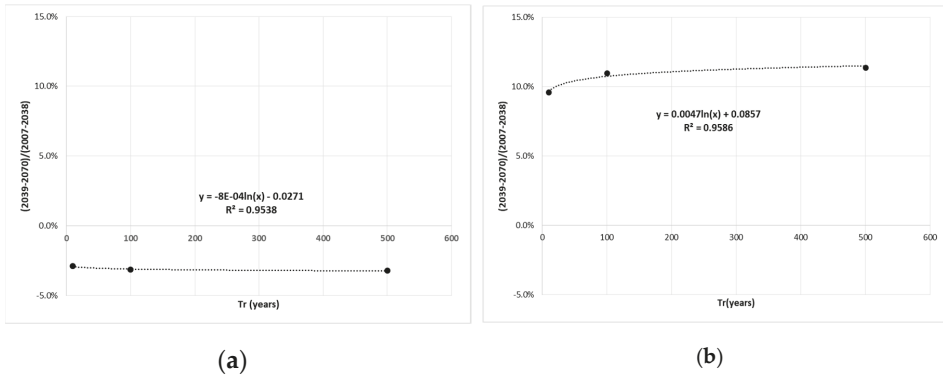 15.0%
10.0%
5.0%
0.0%
-5.0%
(2039-2070)/(2007-2038)
y = -8E-04ln(x) - 0.0271
R² = 0.9538
0 100 200 300 400 500 600
Tr (years)
(a)
15.0%
10.0%
5.0%
0.0%
-5.0%
(2039-2070)/(2007-2038)
y = 0.0047ln(x) + 0.0857
R² = 0.9586
0 100 200 300 400 500 600
Tr(years)
(b)